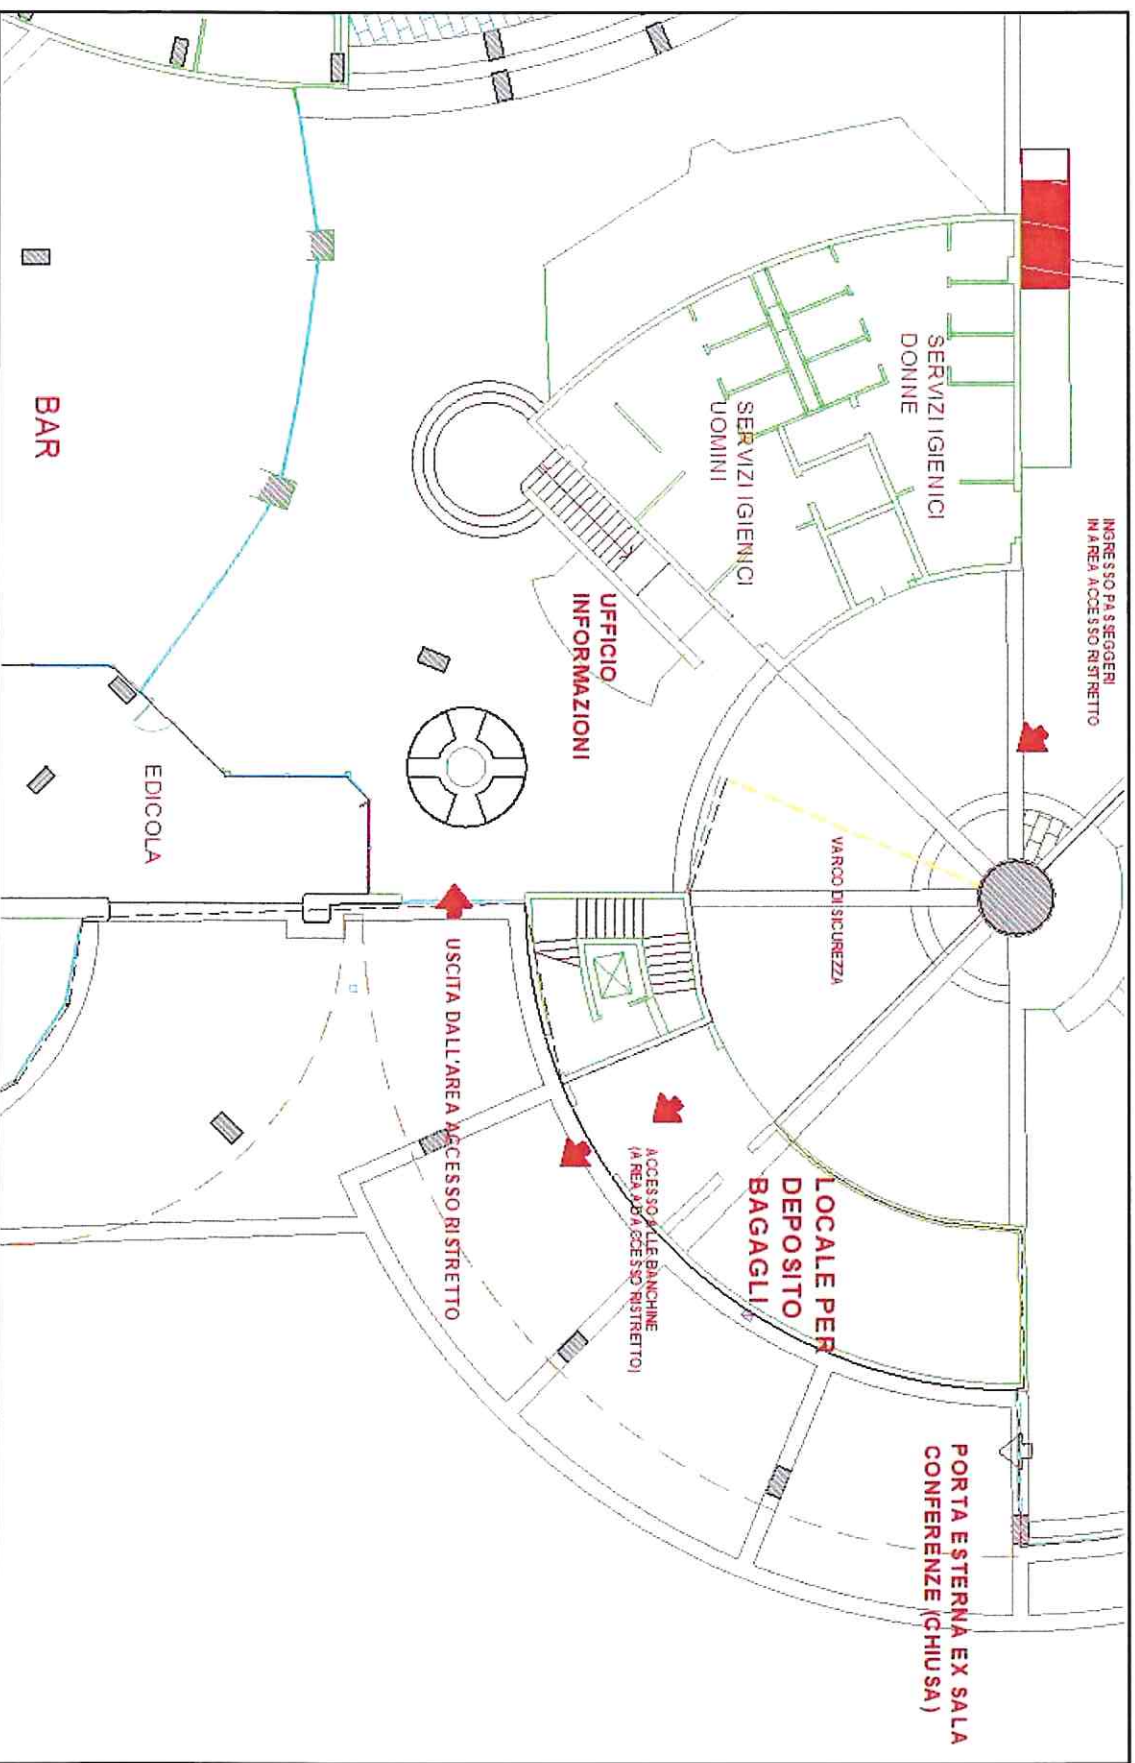 INGRESSO PASSEGGERI
IN AREA ACCESSO RISTRETTO
SERVIZI IGIENICI
DONNE
SERVIZI IGIENICI
UOMINI
UFFICIO
INFORMAZIONI
BAR
EDICOLA
VARCO DI SICUREZZA
USCITA DALL'AREA ACCESSO RISTRETTO
ACCESSO ALLE BANCHINE
(AREA AD ACCESSO RISTRETTO)
LOCALE PER
DEPOSITO
BAGAGLI
PORTA ESTERNA EX SALA
CONFERENZE (CHIUSA)